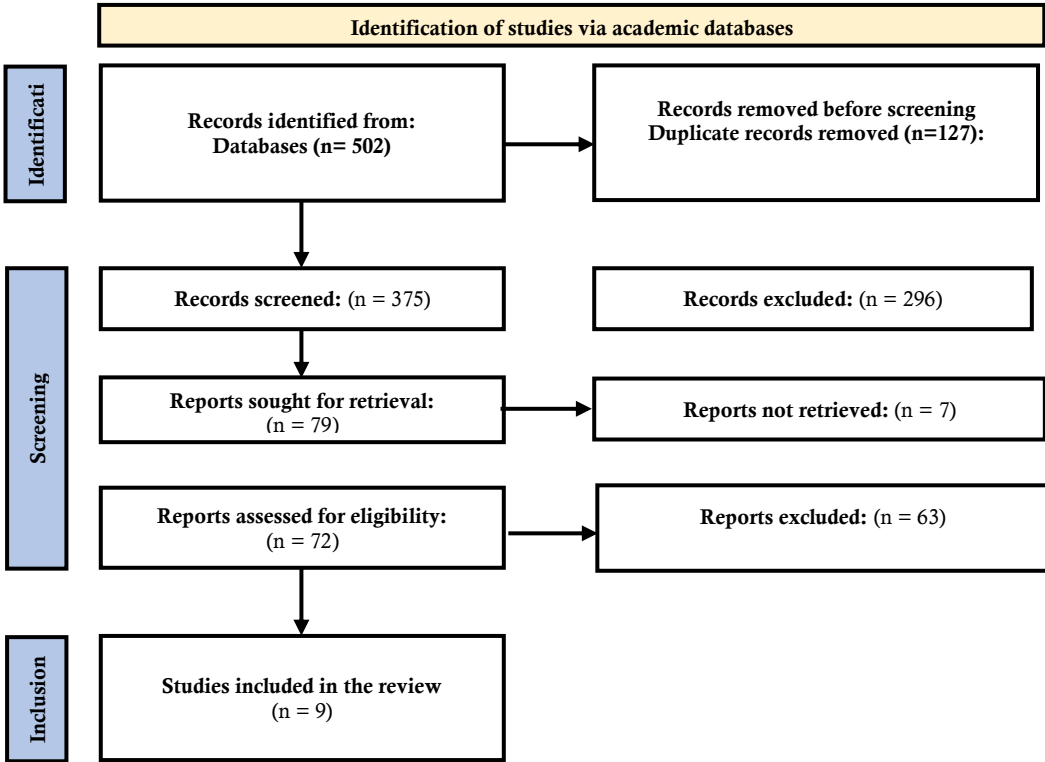 Identification of studies via academic databases
Identificati
Records identified from:
Databases (n= 502)
Records removed before screening
Duplicate records removed (n=127):
Screening
Records screened: (n = 375)
Records excluded: (n = 296)
Reports sought for retrieval:
(n = 79)
Reports not retrieved: (n = 7)
Reports assessed for eligibility:
(n = 72)
Reports excluded: (n = 63)
Inclusion
Studies included in the review
(n = 9)